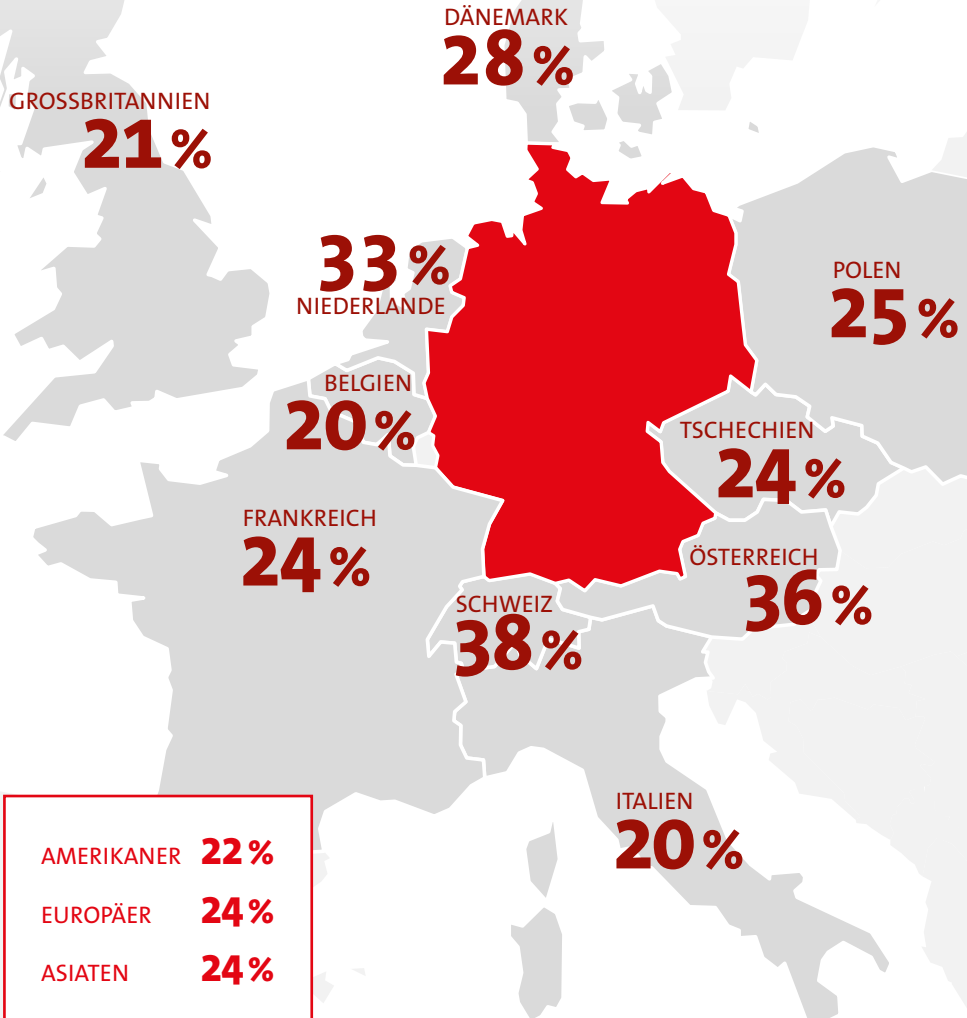 DÄNEMARK
28 %
GROSSBRITANNIEN
21 %
33 %
NIEDERLANDE
POLEN
25 %
BELGIEN
20 %
TSCHECHIEN
24 %
FRANKREICH
24 %
ÖSTERREICH
36 %
SCHWEIZ
38 %
ITALIEN
20 %
AMERIKANER 22 %
EUROPÄER 24 %
ASIATEN 24 %